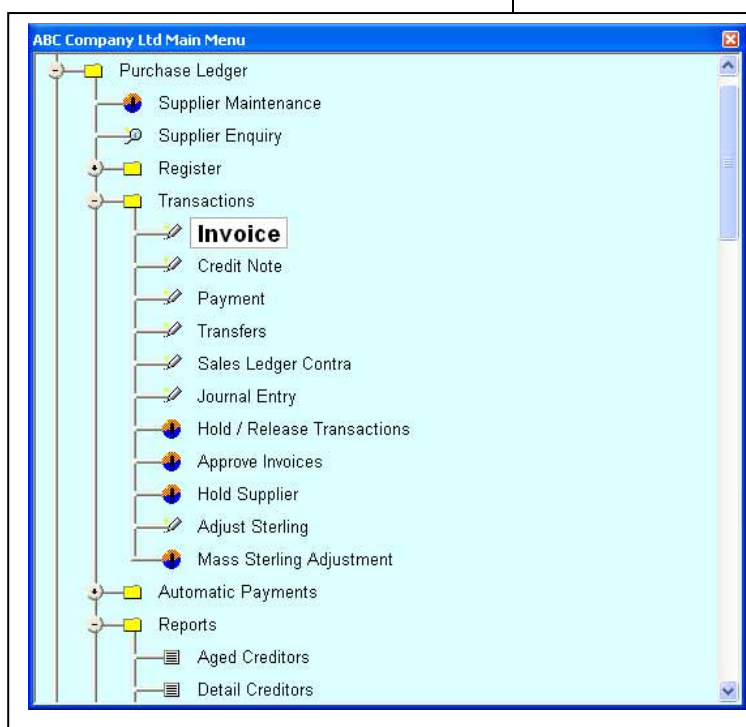 ABC Company Ltd Main Menu
Purchase Ledger
Supplier Maintenance
Supplier Enquiry
Register
Transactions
Invoice
Credit Note
Payment
Transfers
Sales Ledger Contra
Journal Entry
Hold / Release Transactions
Approve Invoices
Hold Supplier
Adjust Sterling
Mass Sterling Adjustment
Automatic Payments
Reports
Aged Creditors
Detail Creditors